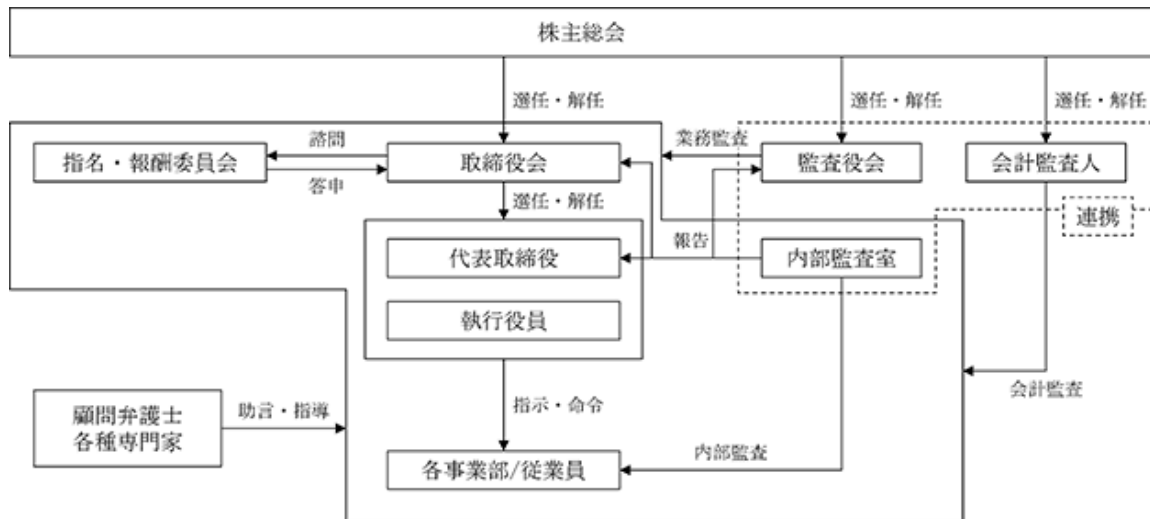 株主総会
選任・解任
選任・解任
選任・解任
諮問
業務監査
指名・報酬委員会
取締役会
監査役会
会計監査人
答申
選任・解任
連携
報告
代表取締役
内部監査室
執行役員
会計監査
顧問弁護士
各種専門家
助言・指導
指示・命令
内部監査
各事業部/従業員